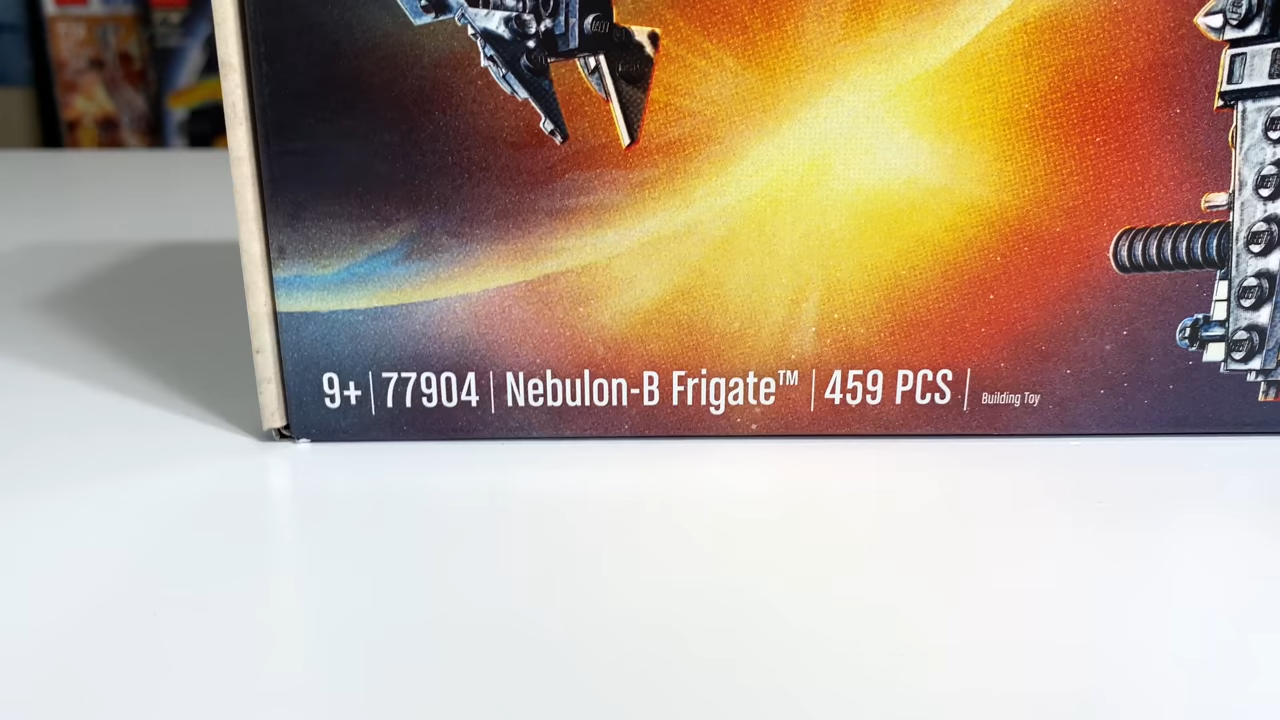 9+ | 77904 | Nebulon-B Frigate™ | 459 PCS | Building Toy